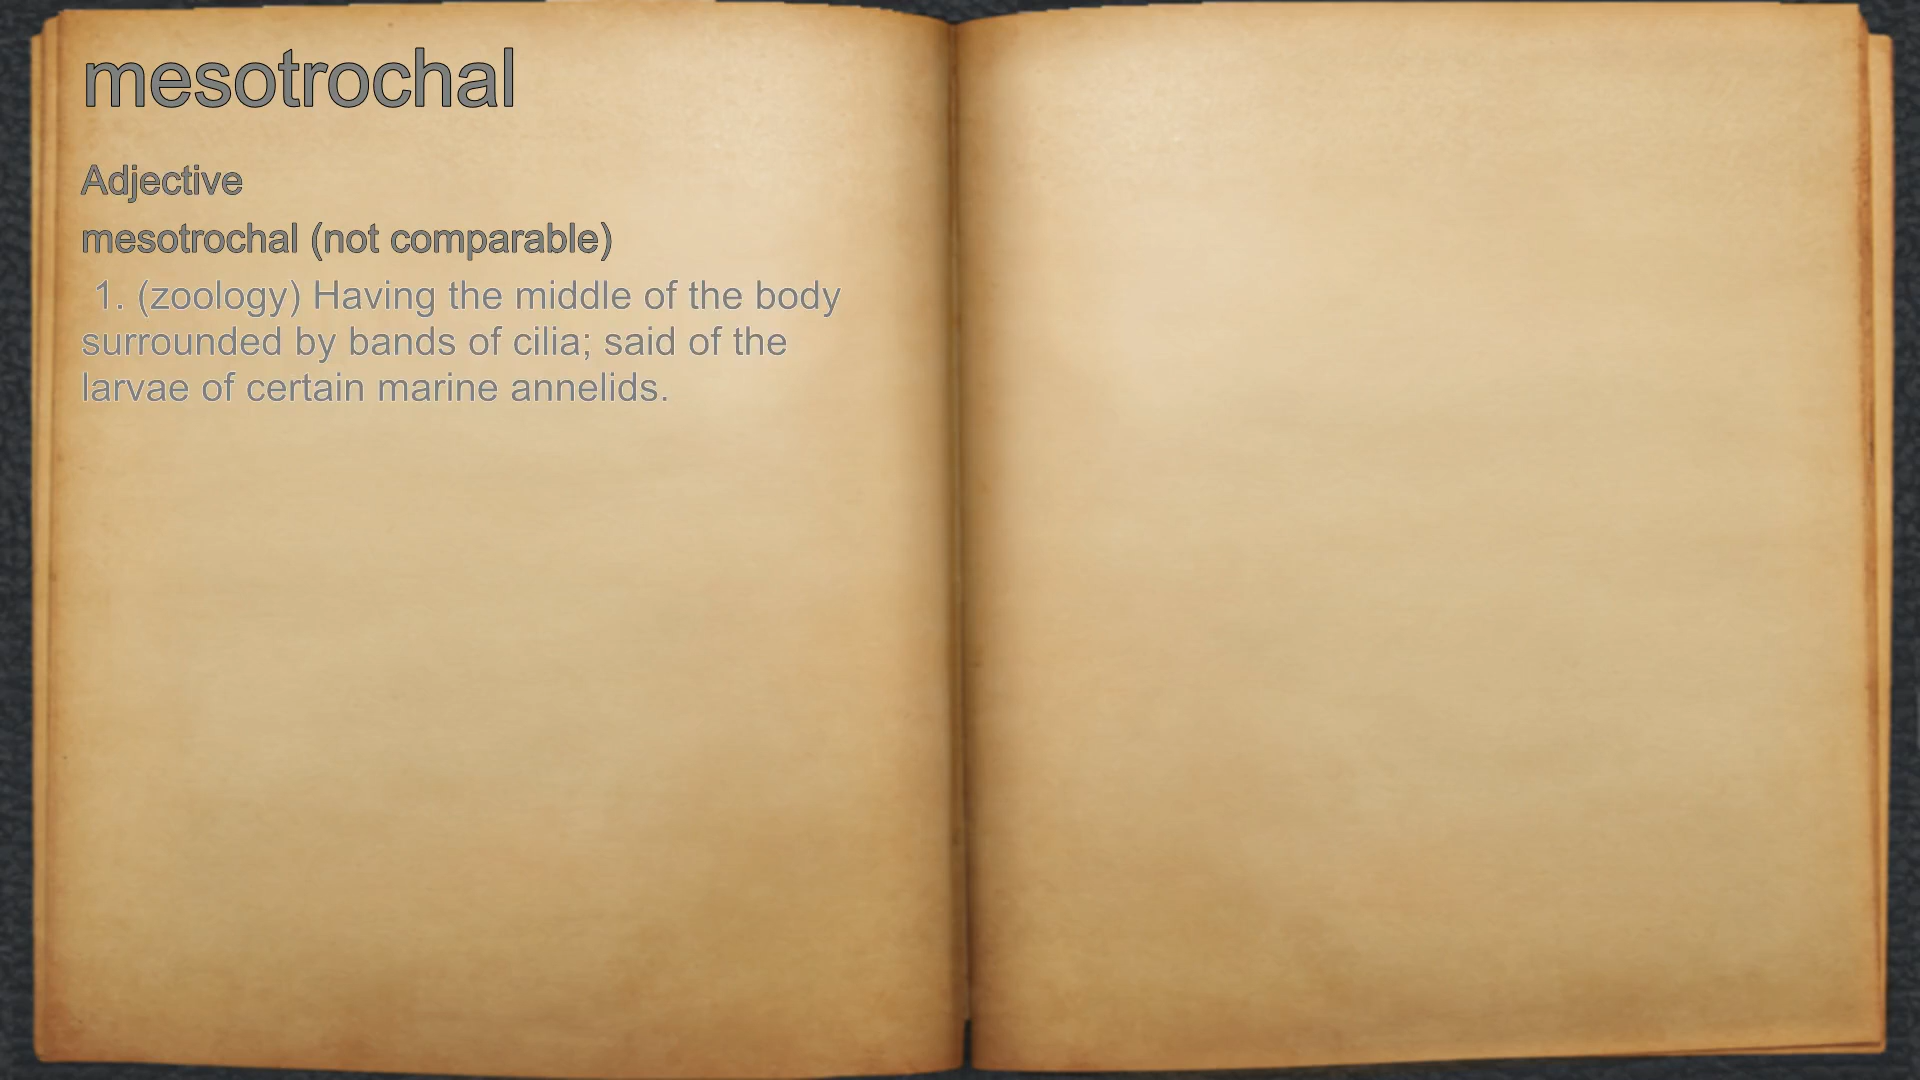 mesotrochal
Adjective
mesotrochal (not comparable)
1. (zoology) Having the middle of the body
surrounded by bands of cilia; said of the
larvae of certain marine annelids.